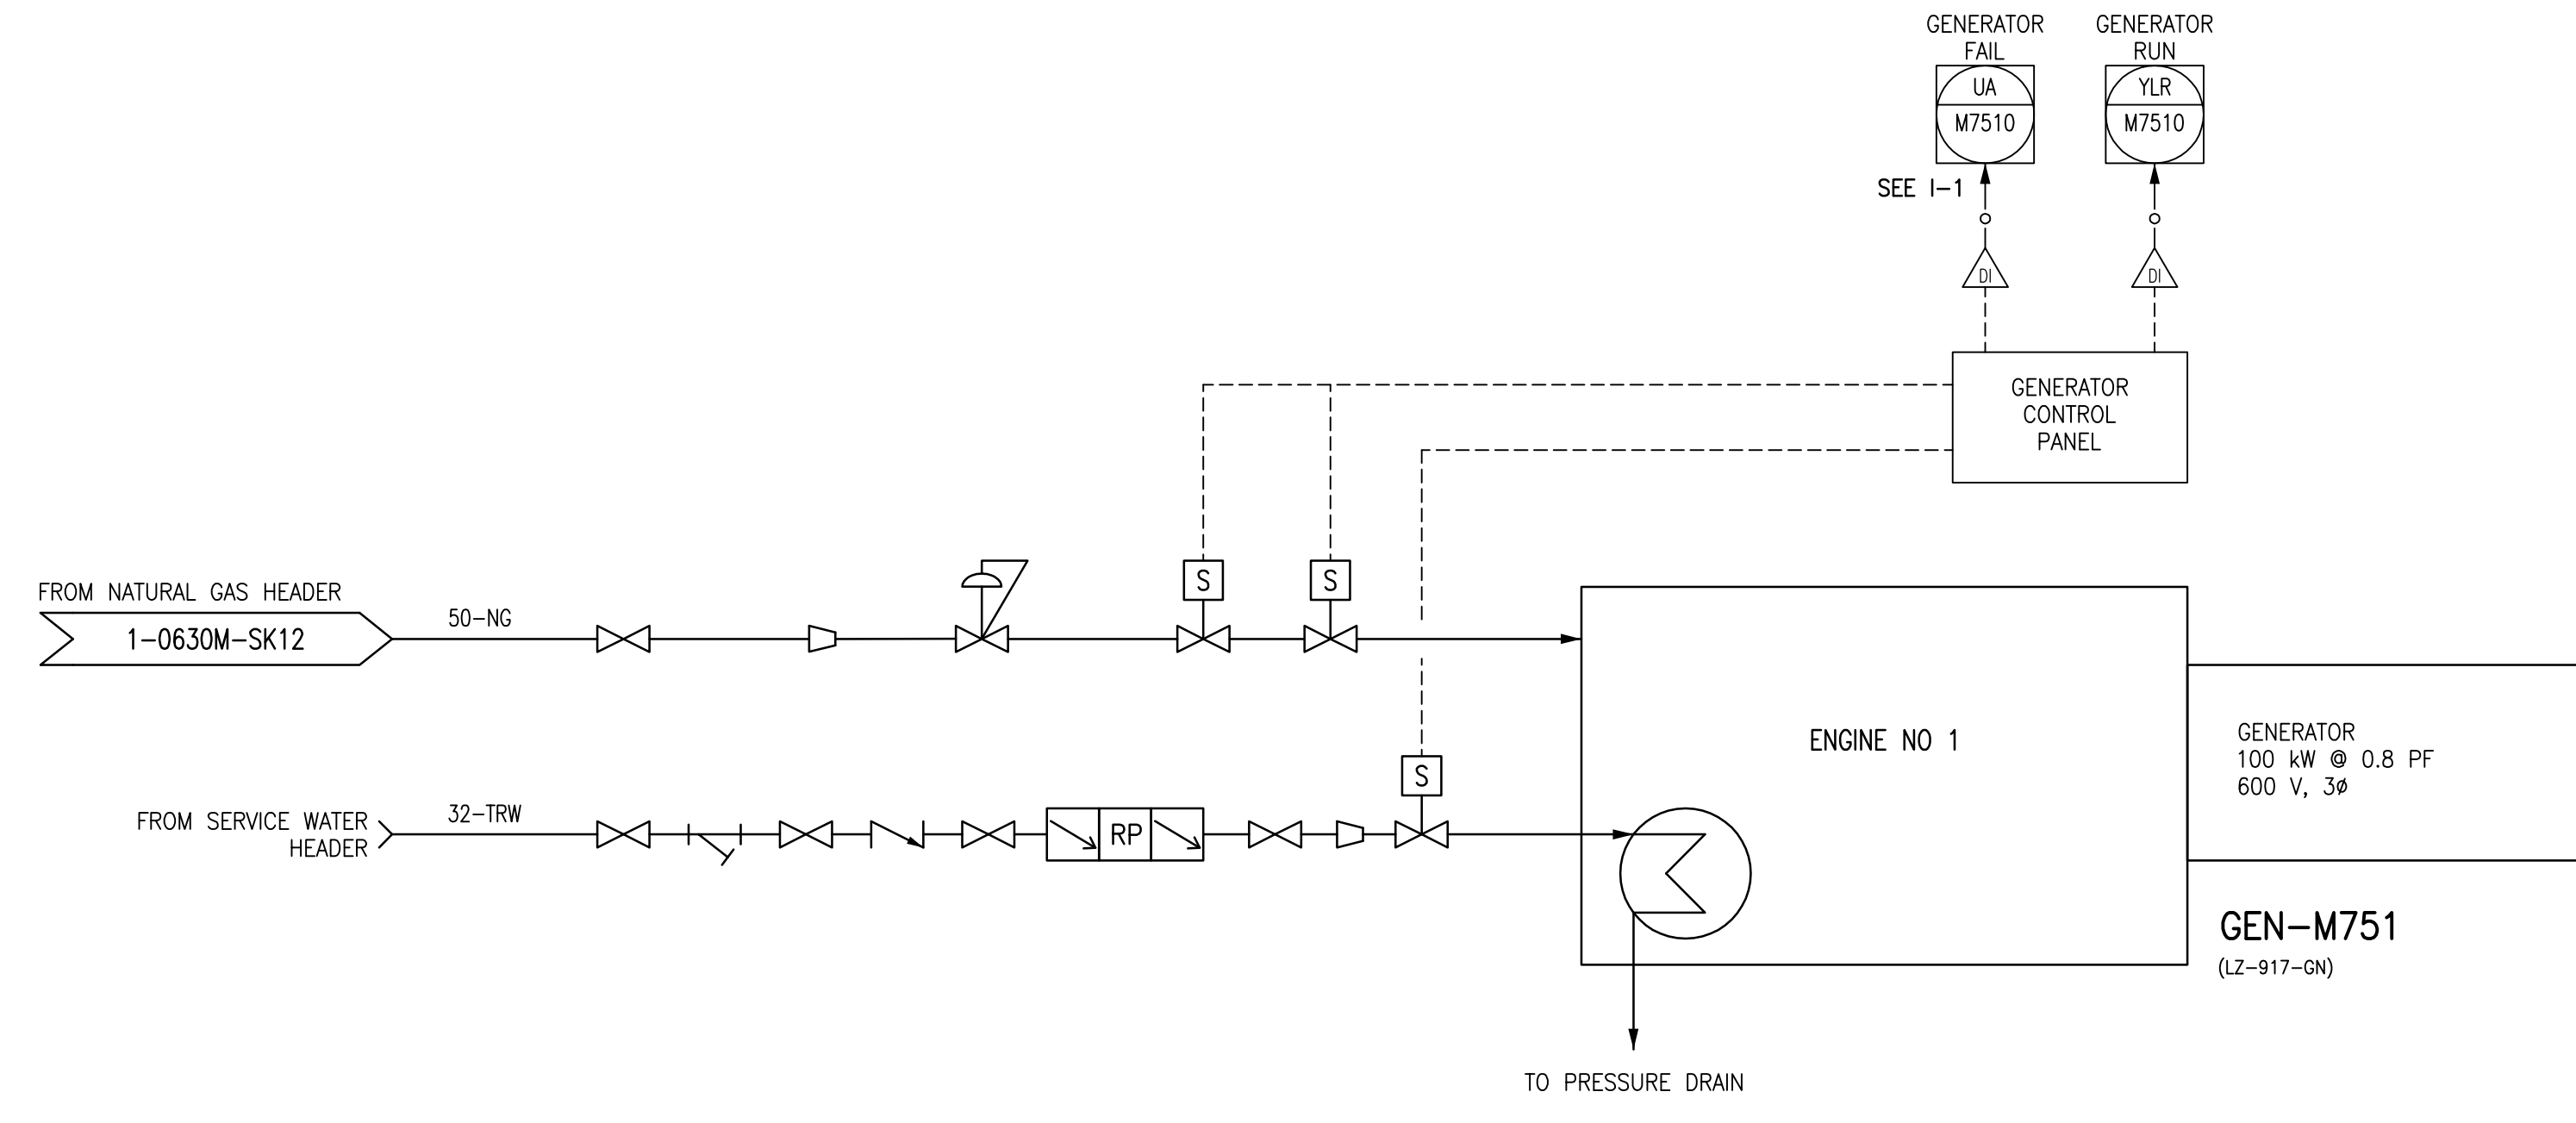 GENERATOR
FAIL
UA
M7510
GENERATOR
RUN
YLR
M7510
SEE I-1
DI
DI
GENERATOR
CONTROL
PANEL
FROM NATURAL GAS HEADER
1-0630M-SK12
50-NG
S
S
ENGINE NO 1
GENERATOR
100 kW @ 0.8 PF
600 V, 3ø
S
FROM SERVICE WATER
HEADER
32-TRW
RP
GEN-M751
(LZ-917-GN)
TO PRESSURE DRAIN